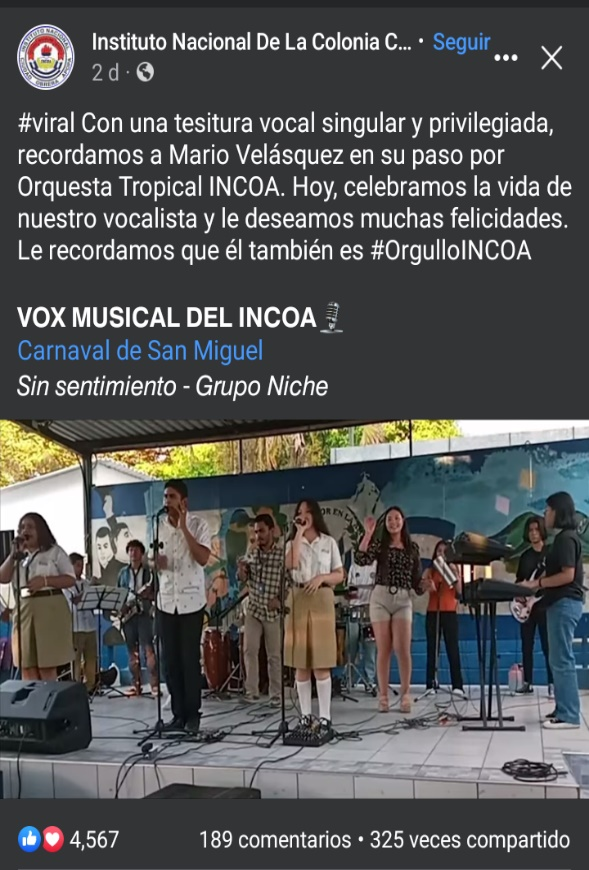 Instituto Nacional De La Colonia C... · Seguir
2 d ·
#viral Con una tesitura vocal singular y privilegiada,
recordamos a Mario Velásquez en su paso por
Orquesta Tropical INCOA. Hoy, celebramos la vida de
nuestro vocalista y le deseamos muchas felicidades.
Le recordamos que él también es #OrgulloINCOA
VOX MUSICAL DEL INCOA
Carnaval de San Miguel
Sin sentimiento - Grupo Niche
4,567
189 comentarios • 325 veces compartido